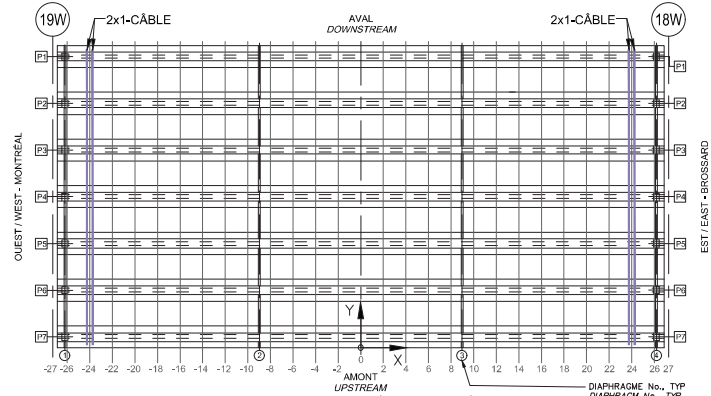 19W
2x1-CÂBLE
AVAL
DOWNSTREAM
2x1-CÂBLE
18W
P1
P1
P2
P2
P3
P3
P4
P4
P5
P5
P6
P6
P7
P7
OUEST / WEST - MONTRÉAL
EST / EAST - BROSSARD
Y
X
1
2
3
4
-27 -26 -24 -22 -20 -18 -16 -14 -12 -10 -8 -6 -4 -2 0 2 4 6 8 10 12 14 16 18 20 22 24 26 27
AMONT
UPSTREAM
DIAPHRAGME No., TYP
DIAPHRAGM No., TYP